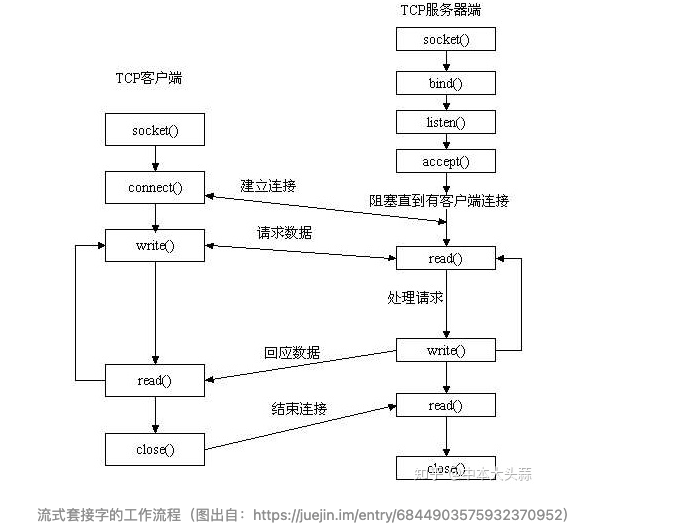 TCP服务器端
socket()
bind()
TCP客户端
listen()
socket()
accept()
connect()
建立连接
阻塞直到有客户端连接
请求数据
write()
read()
处理请求
回应数据
write()
read()
结束连接
read()
close()
close()
知乎 @中本大头蒜
流式套接字的工作流程（图出自：https://juejin.im/entry/6844903575932370952）